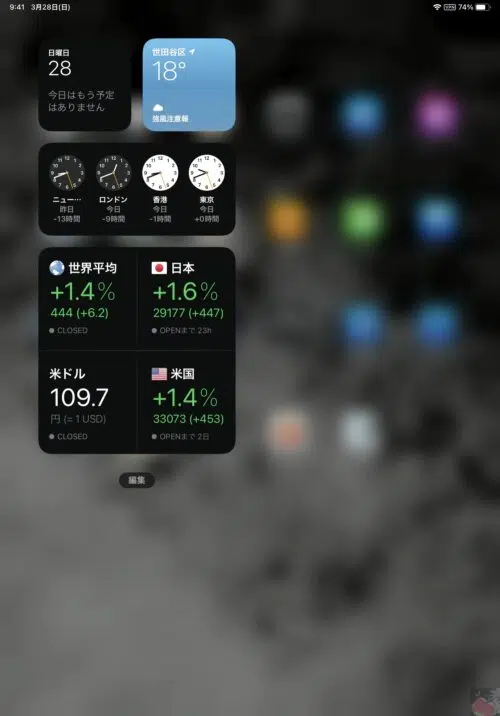 9:41 3月28日(日)
VPN 74%
日曜日
28
今日はもう予定
はありません
世田谷区
18°
強風注意報
ニュー…
昨日
-13時間
ロンドン
今日
-9時間
香港
今日
-1時間
東京
今日
+0時間
世界平均
+1.4%
444 (+6.2)
CLOSED
日本
+1.6%
29177 (+447)
OPENまで 23h
米ドル
109.7
円 (= 1 USD)
CLOSED
米国
+1.4%
33073 (+453)
OPENまで 2日
編集